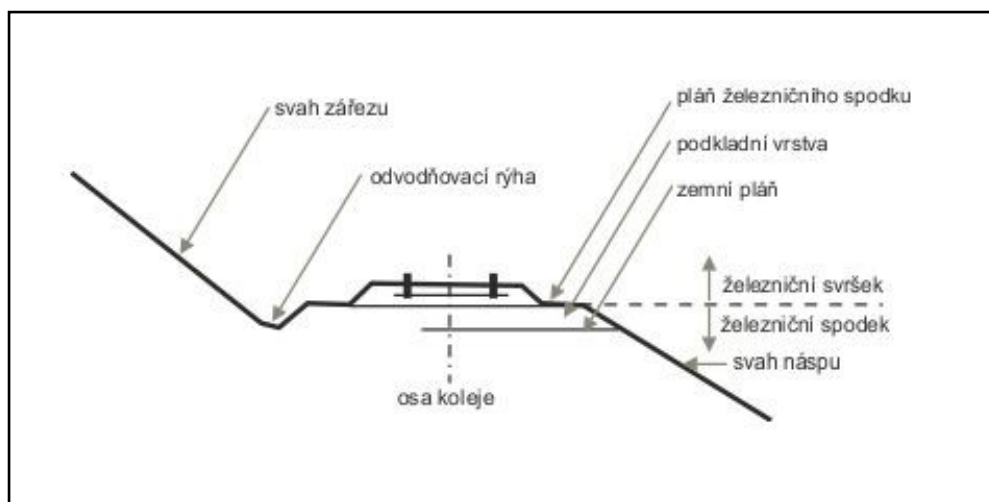 svah zářezu
odvodňovací rýha
pláň železničního spodku
podkladní vrstva
zemní pláň
železniční svršek
železniční spodek
svah náspu
osa koleje